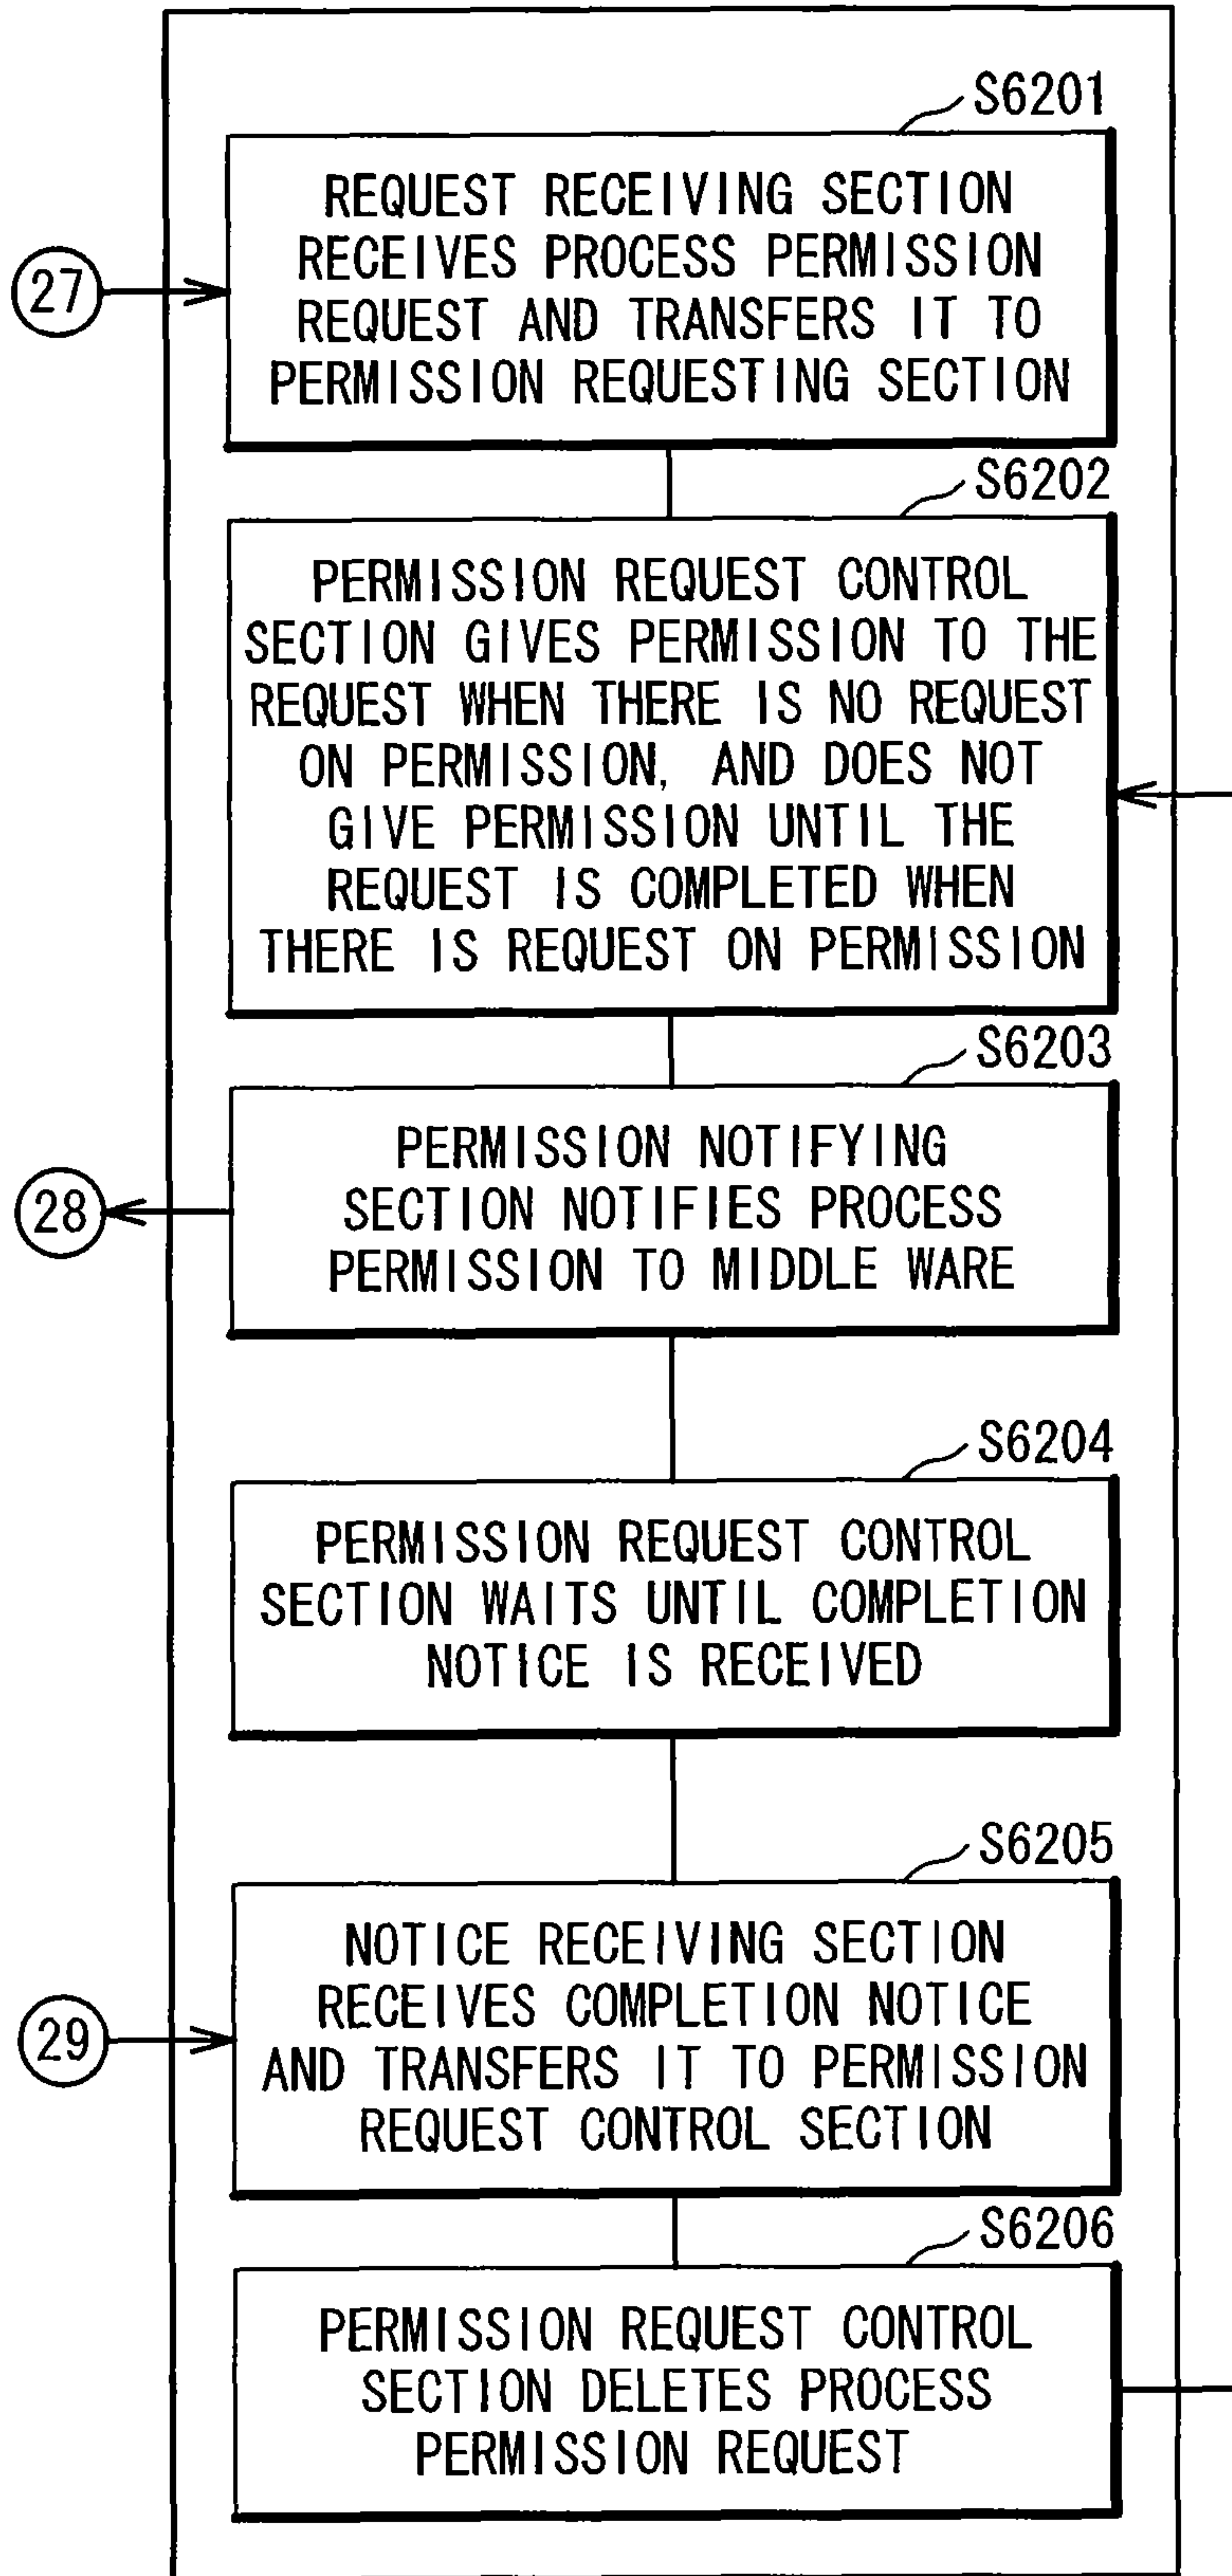 S6201
REQUEST RECEIVING SECTION
RECEIVES PROCESS PERMISSION
REQUEST AND TRANSFERS IT TO
PERMISSION REQUESTING SECTION
27
S6202
PERMISSION REQUEST CONTROL
SECTION GIVES PERMISSION TO THE
REQUEST WHEN THERE IS NO REQUEST
ON PERMISSION, AND DOES NOT
GIVE PERMISSION UNTIL THE
REQUEST IS COMPLETED WHEN
THERE IS REQUEST ON PERMISSION
S6203
PERMISSION NOTIFYING
SECTION NOTIFIES PROCESS
PERMISSION TO MIDDLE WARE
28
S6204
PERMISSION REQUEST CONTROL
SECTION WAITS UNTIL COMPLETION
NOTICE IS RECEIVED
S6205
NOTICE RECEIVING SECTION
RECEIVES COMPLETION NOTICE
AND TRANSFERS IT TO PERMISSION
REQUEST CONTROL SECTION
29
S6206
PERMISSION REQUEST CONTROL
SECTION DELETES PROCESS
PERMISSION REQUEST